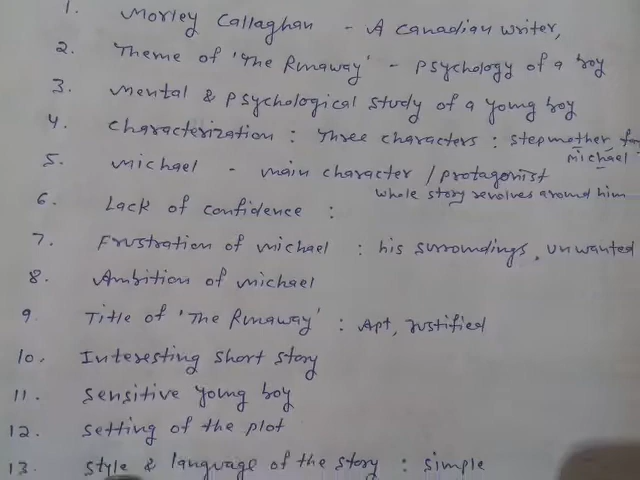 1. Morley Callaghan - A Canadian writer,
2. Theme of 'The Runaway' - Psychology of a boy
3. Mental & Psychological study of a young boy
4. Characterization : Three characters : stepmother,
Michael
5. Michael - main character / protagonist
whole story revolves around him
6. Lack of confidence :
7. Frustration of Michael : his surroundings, unwanted
8. Ambition of Michael
9. Title of 'The Runaway' : Apt, Justified
10. Interesting short story
11. Sensitive young boy
12. Setting of the plot
13. Style & language of the story : simple